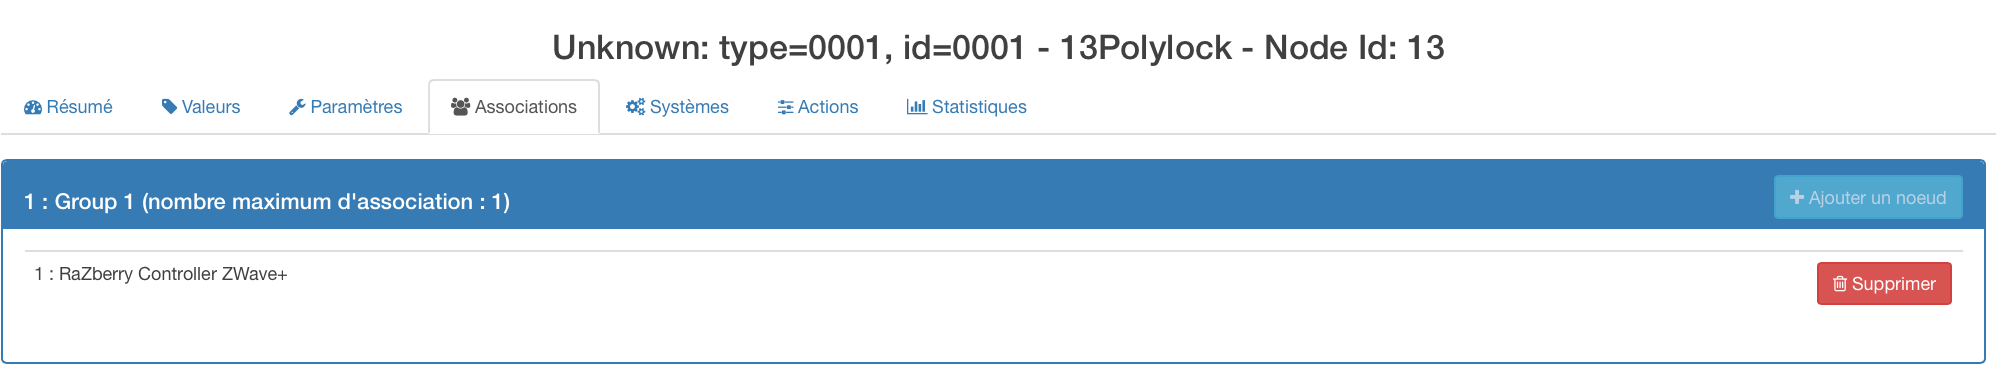 Unknown: type=0001, id=0001 - 13Polylock - Node Id: 13
Résumé Valeurs Paramètres Associations Systèmes Actions Statistiques
1 : Group 1 (nombre maximum d'association : 1) Ajouter un noeud
1 : RaZberry Controller ZWave+ Supprimer